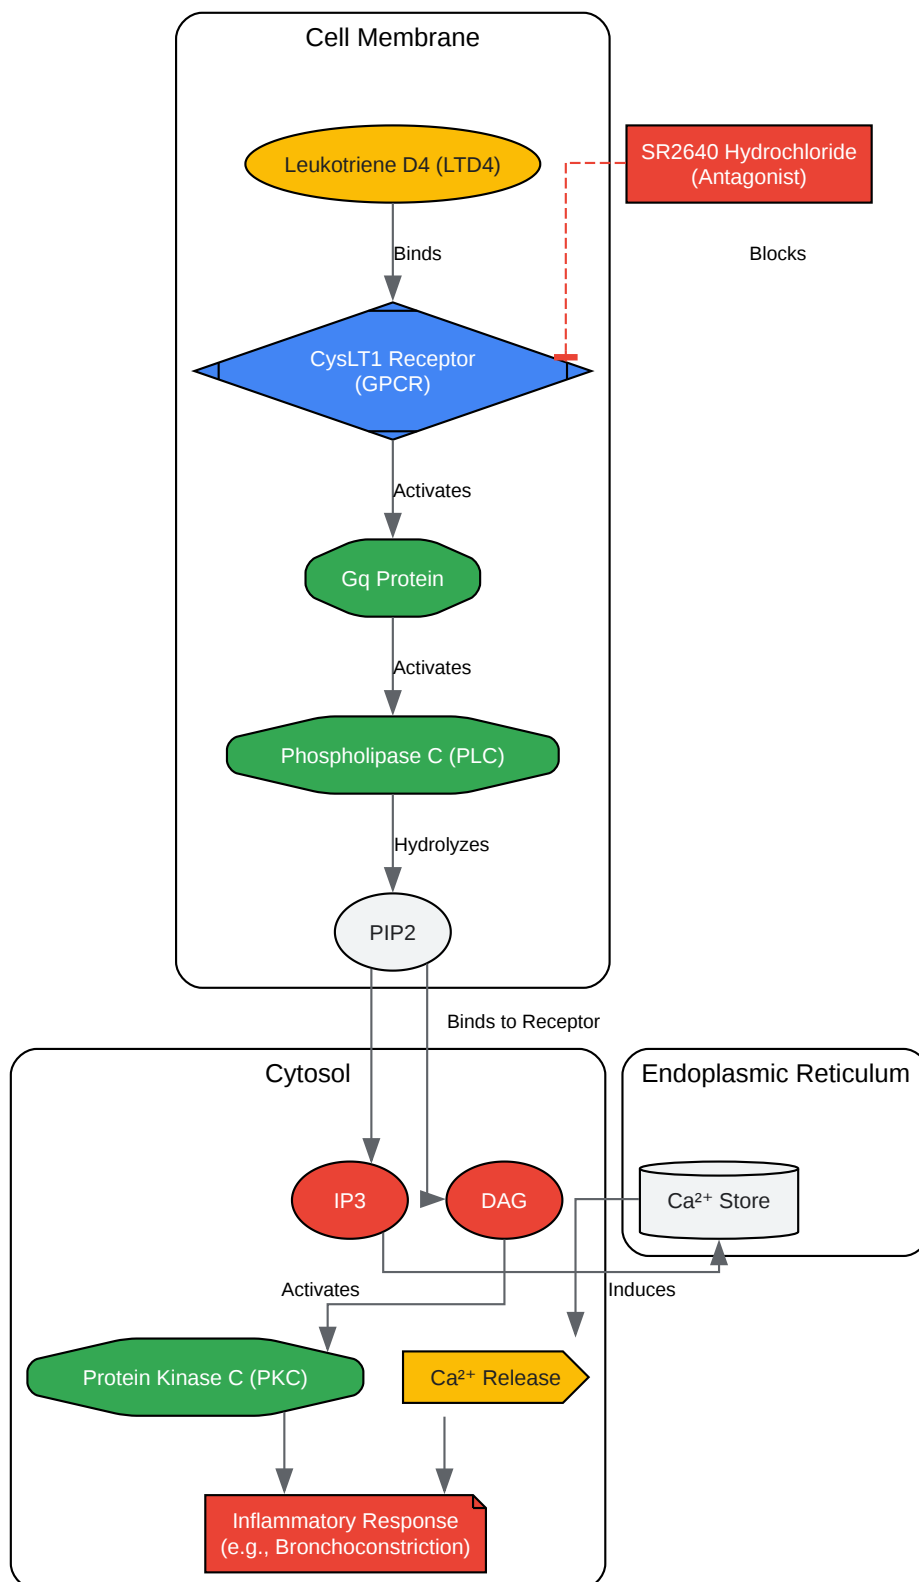 Cell Membrane
Leukotriene D4 (LTD4)
SR2640 Hydrochloride
(Antagonist)
Binds
Blocks
CysLT1 Receptor
(GPCR)
Activates
Gq Protein
Activates
Phospholipase C (PLC)
Hydrolyzes
PIP2
Binds to Receptor
Cytosol
Endoplasmic Reticulum
IP3
DAG
Ca²⁺ Store
Activates
Induces
Protein Kinase C (PKC)
Ca²⁺ Release
Inflammatory Response
(e.g., Bronchoconstriction)